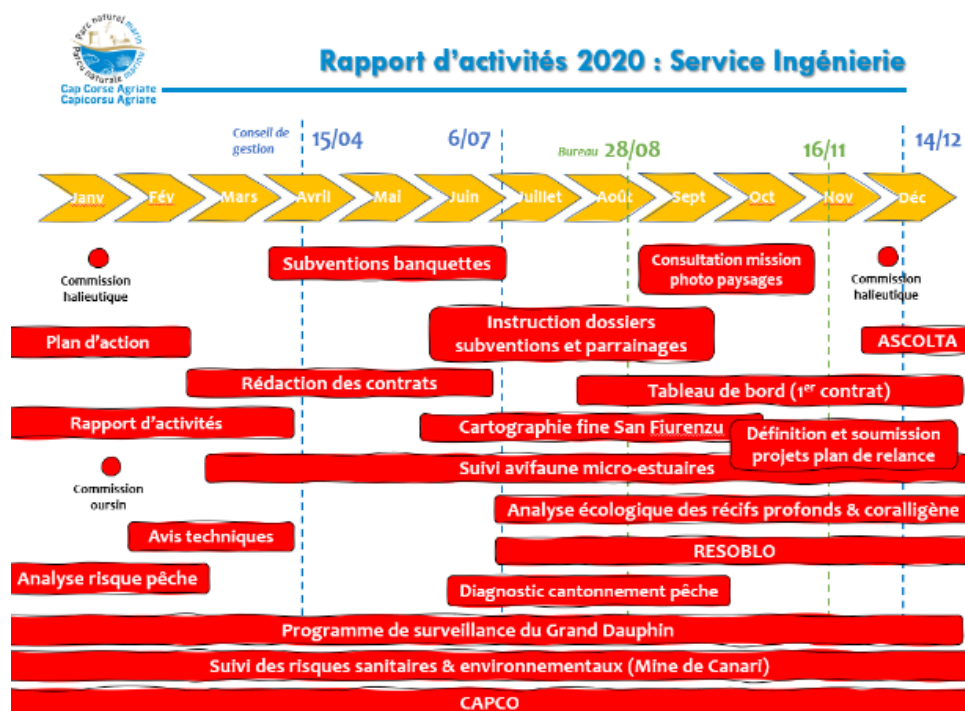 Parc naturel marin
Parcu naturale marinu
Cap Corse Agriate
Capicorsu Agriate
Rapport d'activités 2020 : Service Ingénierie
Conseil de
gestion
15/04
6/07
Bureau 28/08
16/11
14/12
Janv
Fév
Mars
Avril
Mai
Juin
Juillet
Août
Sept
Oct
Nov
Déc
Commission
halieutique
Subventions banquettes
Consultation mission
photo paysages
Commission
halieutique
Plan d'action
Instruction dossiers
subventions et parrainages
ASCOLTA
Rédaction des contrats
Tableau de bord (1er contrat)
Rapport d'activités
Cartographie fine San Fiurenzu
Définition et soumission
projets plan de relance
Commission
oursin
Suivi avifaune micro-estuaires
Analyse écologique des récifs profonds & coralligène
Avis techniques
RESOBLO
Analyse risque pêche
Diagnostic cantonnement pêche
Programme de surveillance du Grand Dauphin
Suivi des risques sanitaires & environnementaux (Mine de Canari)
CAPCO